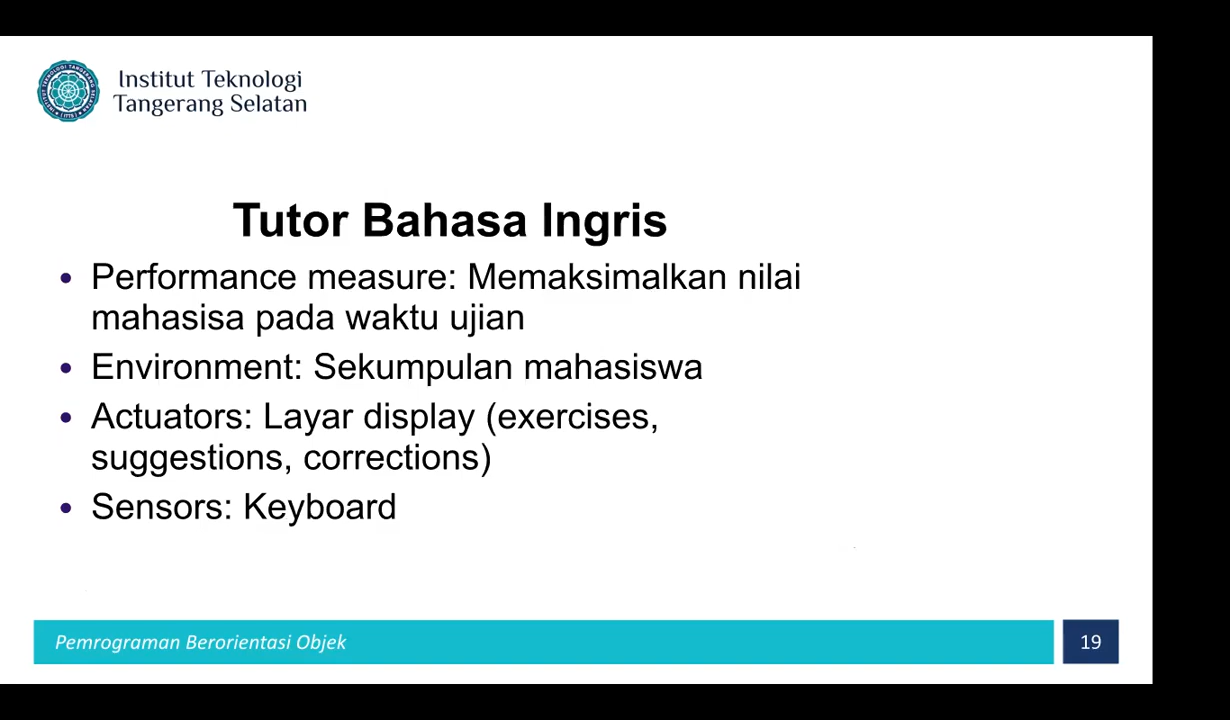 Institut Teknologi
Tangerang Selatan
Tutor Bahasa Ingris
• Performance measure: Memaksimalkan nilai
mahasisa pada waktu ujian
• Environment: Sekumpulan mahasiswa
• Actuators: Layar display (exercises,
suggestions, corrections)
• Sensors: Keyboard
Pemrograman Berorientasi Objek
19